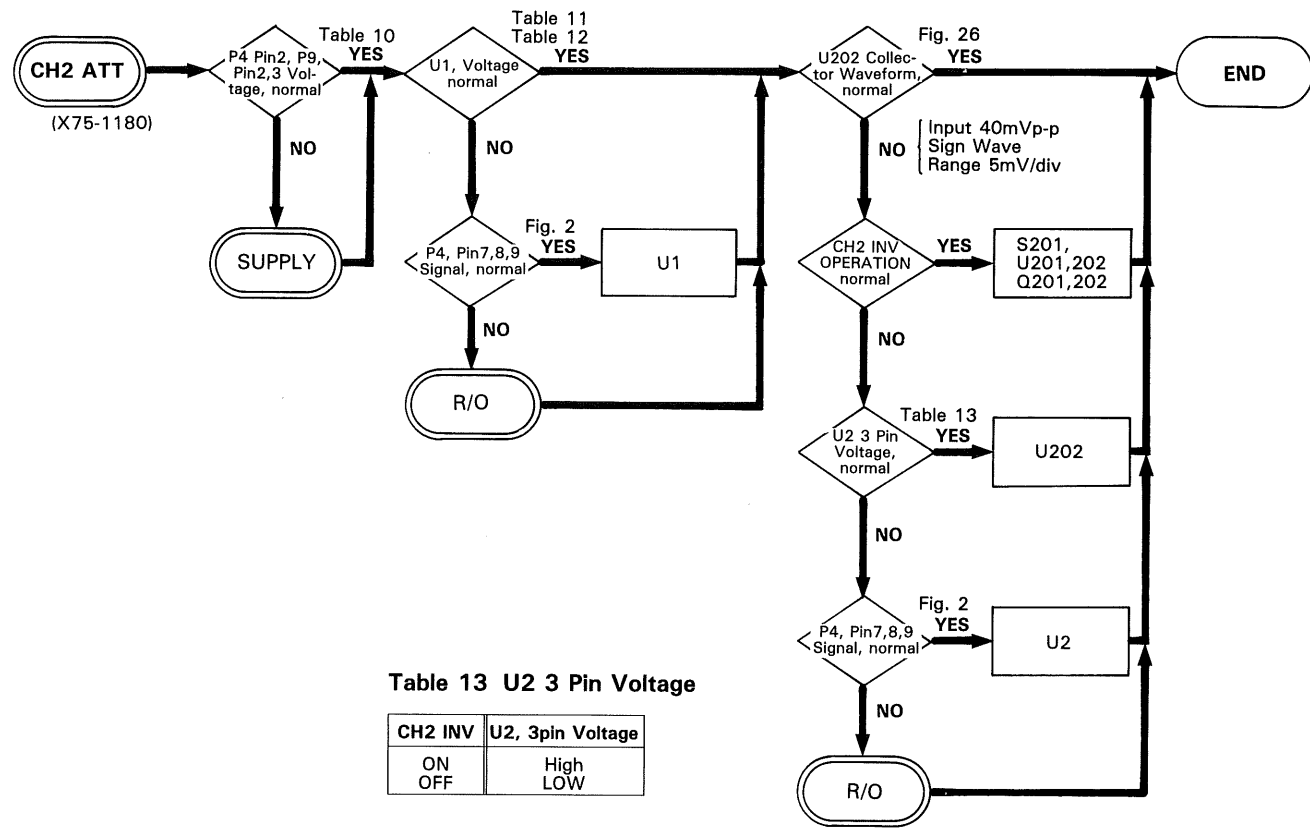 CH2 ATT
(X75-1180)
P4 Pin2, P9,
Pin2,3 Vol-
tage, normal
Table 10
YES
NO
SUPPLY
U1, Voltage
normal
Table 11
Table 12
YES
NO
P4, Pin7,8,9
Signal, normal
Fig. 2
YES
U1
NO
R/O
U202 Collec-
tor Waveform,
normal
Fig. 26
YES
END
NO
Input 40mVp-p
Sign Wave
Range 5mV/div
CH2 INV
OPERATION
normal
YES
S201,
U201,202
Q201,202
NO
U2 3 Pin
Voltage,
normal
Table 13
YES
U202
NO
P4, Pin7,8,9
Signal, normal
Fig. 2
YES
U2
NO
R/O
Table 13 U2 3 Pin Voltage
CH2 INV U2, 3pin Voltage
ON High
OFF LOW